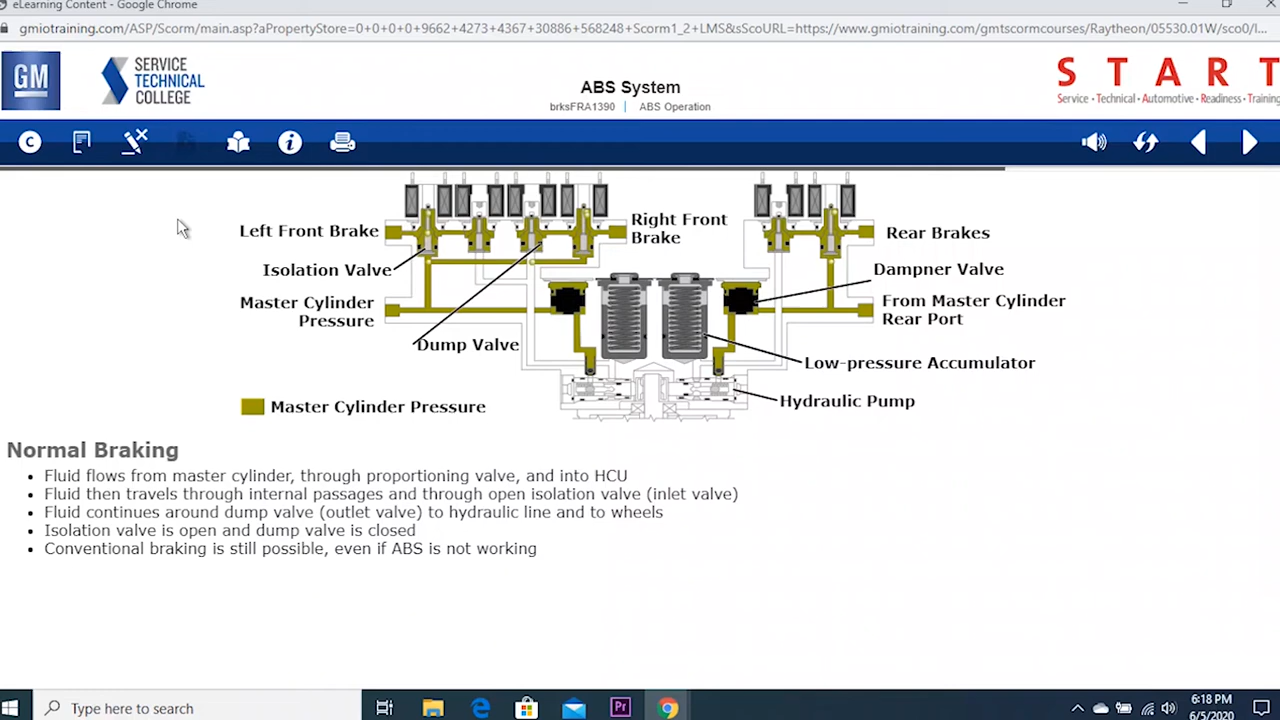 eLearning Content - Google Chrome
gmiotraining.com/ASP/Scorm/main.asp?aPropertyStore=0+0+0+0+9662+4273+4367+30886+568248+Scorm1_2+LMS&sScoURL=https://www.gmiotraining.com/gmtscormcourses/Raytheon/05530.01W/sco0/l...
GM
SERVICE
TECHNICAL
COLLEGE
ABS System
brksFRA1390 | ABS Operation
START
Service • Technical • Automotive • Readiness • Training
Left Front Brake
Right Front
Brake
Rear Brakes
Isolation Valve
Dampner Valve
Master Cylinder
Pressure
From Master Cylinder
Rear Port
Dump Valve
Low-pressure Accumulator
Hydraulic Pump
Master Cylinder Pressure
Normal Braking
• Fluid flows from master cylinder, through proportioning valve, and into HCU
• Fluid then travels through internal passages and through open isolation valve (inlet valve)
• Fluid continues around dump valve (outlet valve) to hydraulic line and to wheels
• Isolation valve is open and dump valve is closed
• Conventional braking is still possible, even if ABS is not working
Type here to search
Pr
6:18 PM
6/5/2020